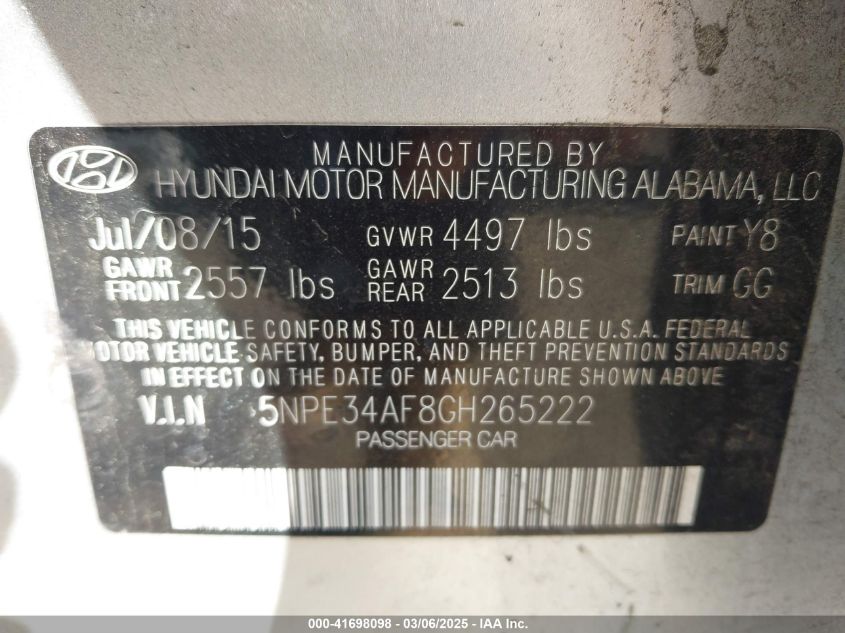 MANUFACTURED BY
HYUNDAI MOTOR MANUFACTURING ALABAMA, LLC
Jul/08/15 GVWR 4497 lbs PAINT Y8
GAWR FRONT 2557 lbs GAWR REAR 2513 lbs TRIM GG
THIS VEHICLE CONFORMS TO ALL APPLICABLE U.S.A. FEDERAL
MOTOR VEHICLE SAFETY, BUMPER, AND THEFT PREVENTION STANDARDS
IN EFFECT ON THE DATE OF MANUFACTURE SHOWN ABOVE
V.I.N 5NPE34AF8GH265222
PASSENGER CAR
000-41698098 - 03/06/2025 - IAA Inc.